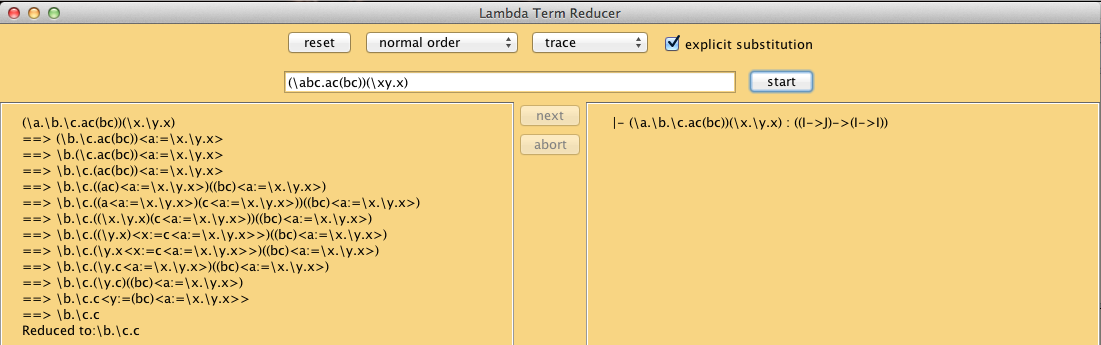 Lambda Term Reducer
reset normal order trace explicit substitution
(\abc.ac(bc))(\xy.x) start
(\a.\b.\c.ac(bc))(\x.\y.x)
==> (\b.\c.ac(bc))<a:=\x.\y.x>
==> \b.(\c.ac(bc))<a:=\x.\y.x>
==> \b.\c.(ac(bc))<a:=\x.\y.x>
==> \b.\c.((ac)<a:=\x.\y.x>)((bc)<a:=\x.\y.x>)
==> \b.\c.((a<a:=\x.\y.x>)(c<a:=\x.\y.x>))((bc)<a:=\x.\y.x>)
==> \b.\c.((\x.\y.x)(c<a:=\x.\y.x>))((bc)<a:=\x.\y.x>)
==> \b.\c.((\y.x)<x:=c<a:=\x.\y.x>>)((bc)<a:=\x.\y.x>)
==> \b.\c.(\y.x<x:=c<a:=\x.\y.x>>)((bc)<a:=\x.\y.x>)
==> \b.\c.(\y.c<a:=\x.\y.x>)((bc)<a:=\x.\y.x>)
==> \b.\c.(\y.c)((bc)<a:=\x.\y.x>)
==> \b.\c.c<y:=(bc)<a:=\x.\y.x>>
==> \b.\c.c
Reduced to:\b.\c.c
next
abort
|- (\a.\b.\c.ac(bc))(\x.\y.x) : ((I->J)->(I->I))